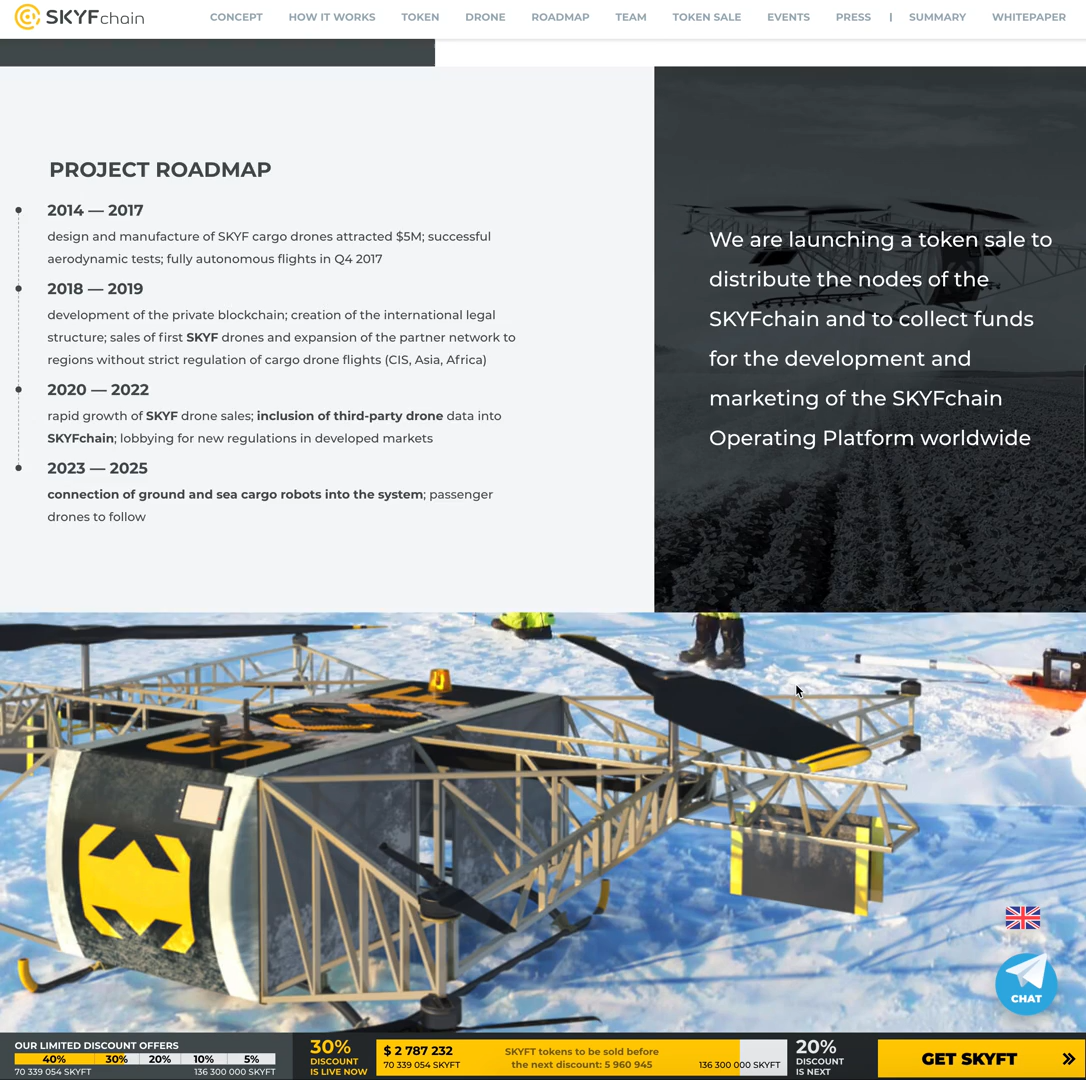 SKYFchain
CONCEPT HOW IT WORKS TOKEN DRONE ROADMAP TEAM TOKEN SALE EVENTS PRESS | SUMMARY WHITEPAPER
PROJECT ROADMAP
2014 — 2017
design and manufacture of SKYF cargo drones attracted $5M; successful
aerodynamic tests; fully autonomous flights in Q4 2017
2018 — 2019
development of the private blockchain; creation of the international legal
structure; sales of first SKYF drones and expansion of the partner network to
regions without strict regulation of cargo drone flights (CIS, Asia, Africa)
2020 — 2022
rapid growth of SKYF drone sales; inclusion of third-party drone data into
SKYFchain; lobbying for new regulations in developed markets
2023 — 2025
connection of ground and sea cargo robots into the system; passenger
drones to follow
We are launching a token sale to
distribute the nodes of the
SKYFchain and to collect funds
for the development and
marketing of the SKYFchain
Operating Platform worldwide
CHAT
OUR LIMITED DISCOUNT OFFERS
40% 30% 20% 10% 5%
70 339 054 SKYFT 136 300 000 SKYFT
30%
DISCOUNT
IS LIVE NOW
$ 2 787 232
70 339 054 SKYFT
SKYFT tokens to be sold before
the next discount: 5 960 945
136 300 000 SKYFT
20%
DISCOUNT
IS NEXT
GET SKYFT